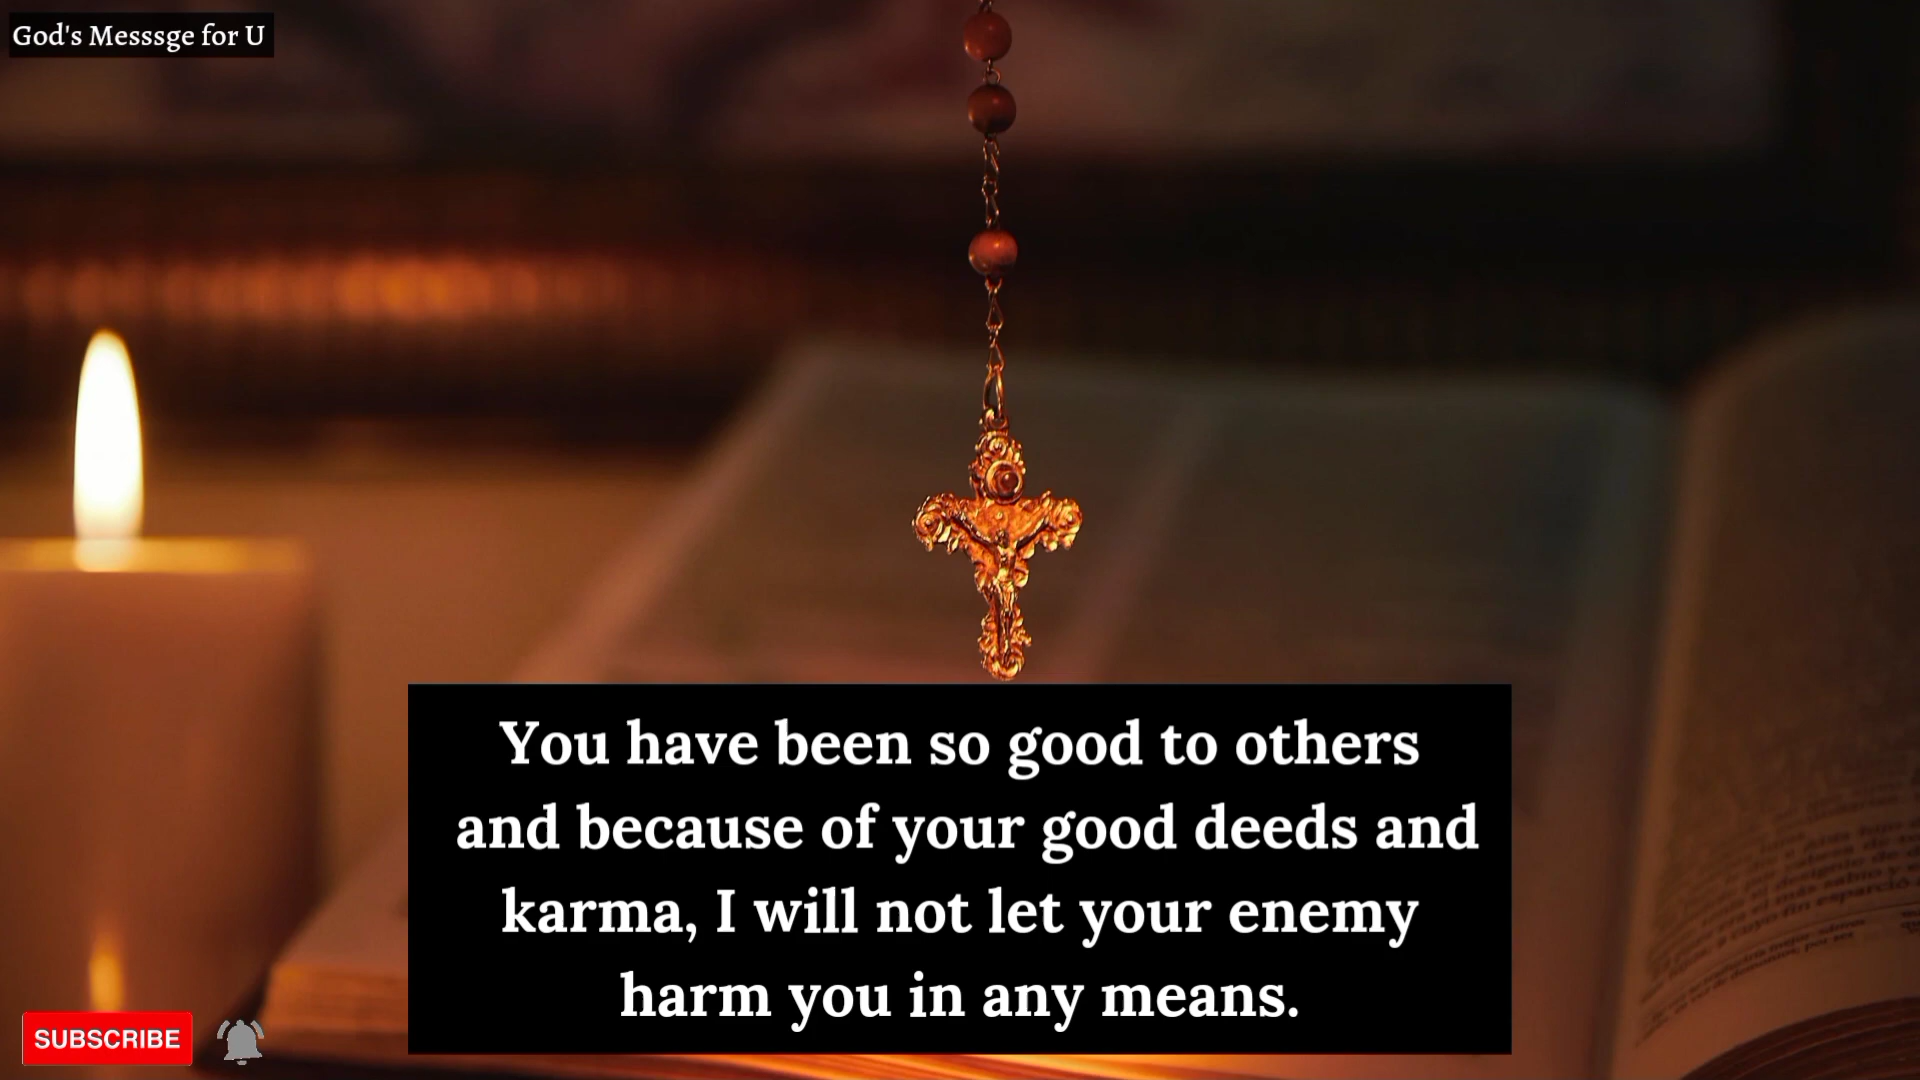 God's Messsge for U
You have been so good to others
and because of your good deeds and
karma, I will not let your enemy
harm you in any means.
SUBSCRIBE